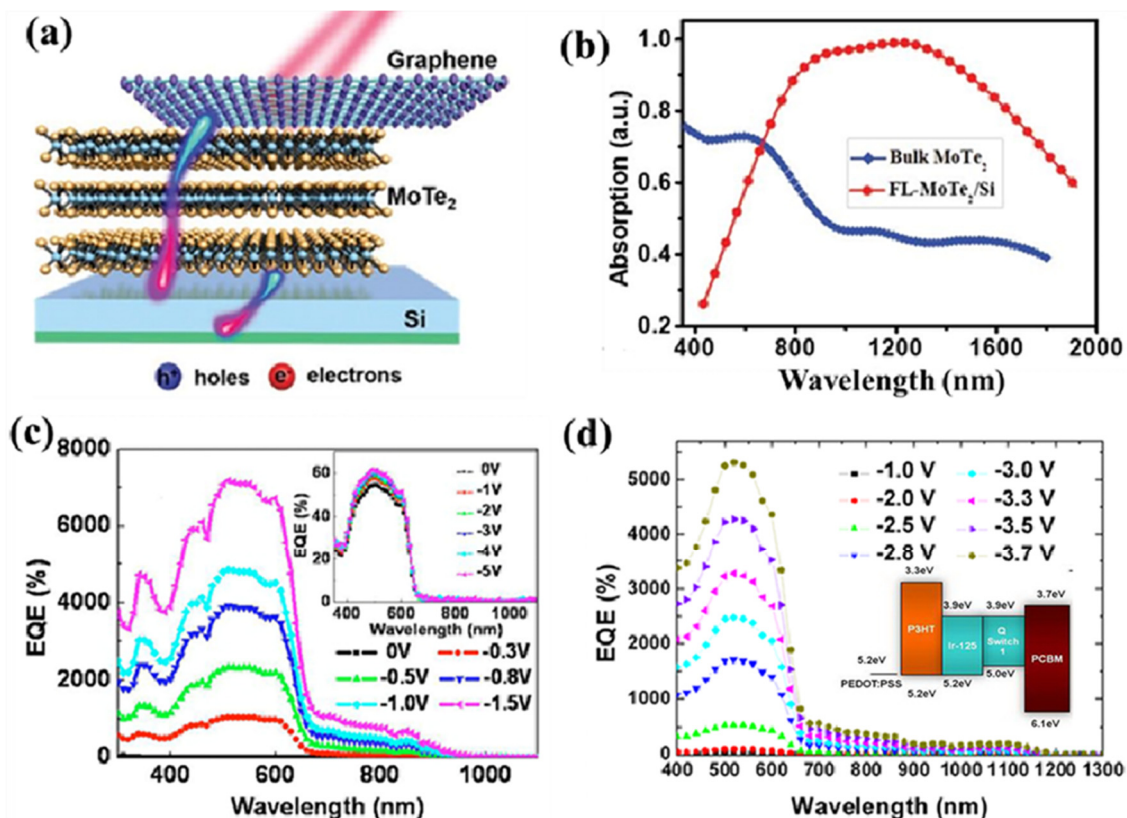 (a)
Graphene
MoTe2
Si
h+ holes e- electrons
(b)
Absorption (a.u.)
1.0
0.8
0.6
0.4
0.2
Bulk MoTe2
FL-MoTe2/Si
400 800 1200 1600 2000
Wavelength (nm)
(c)
EQE (%)
8000
6000
4000
2000
0
400 600 800 1000
Wavelength (nm)
EQE (%)
60
40
20
0
400 600 800 1000
Wavelength (nm)
0V
-1V
-2V
-3V
-4V
-5V
0V -0.3V
-0.5V -0.8V
-1.0V -1.5V
(d)
EQE (%)
5000
4000
3000
2000
1000
0
400 500 600 700 800 900 1000 1100 1200 1300
Wavelength (nm)
-1.0 V -3.0 V
-2.0 V -3.3 V
-2.5 V -3.5 V
-2.8 V -3.7 V
3.3eV
3.9eV 3.9eV 3.7eV
P3HT
Ir-125
Q
Switch
1
PCBM
5.2eV
PEDOT:PSS
5.2eV 5.2eV 5.0eV
6.1eV